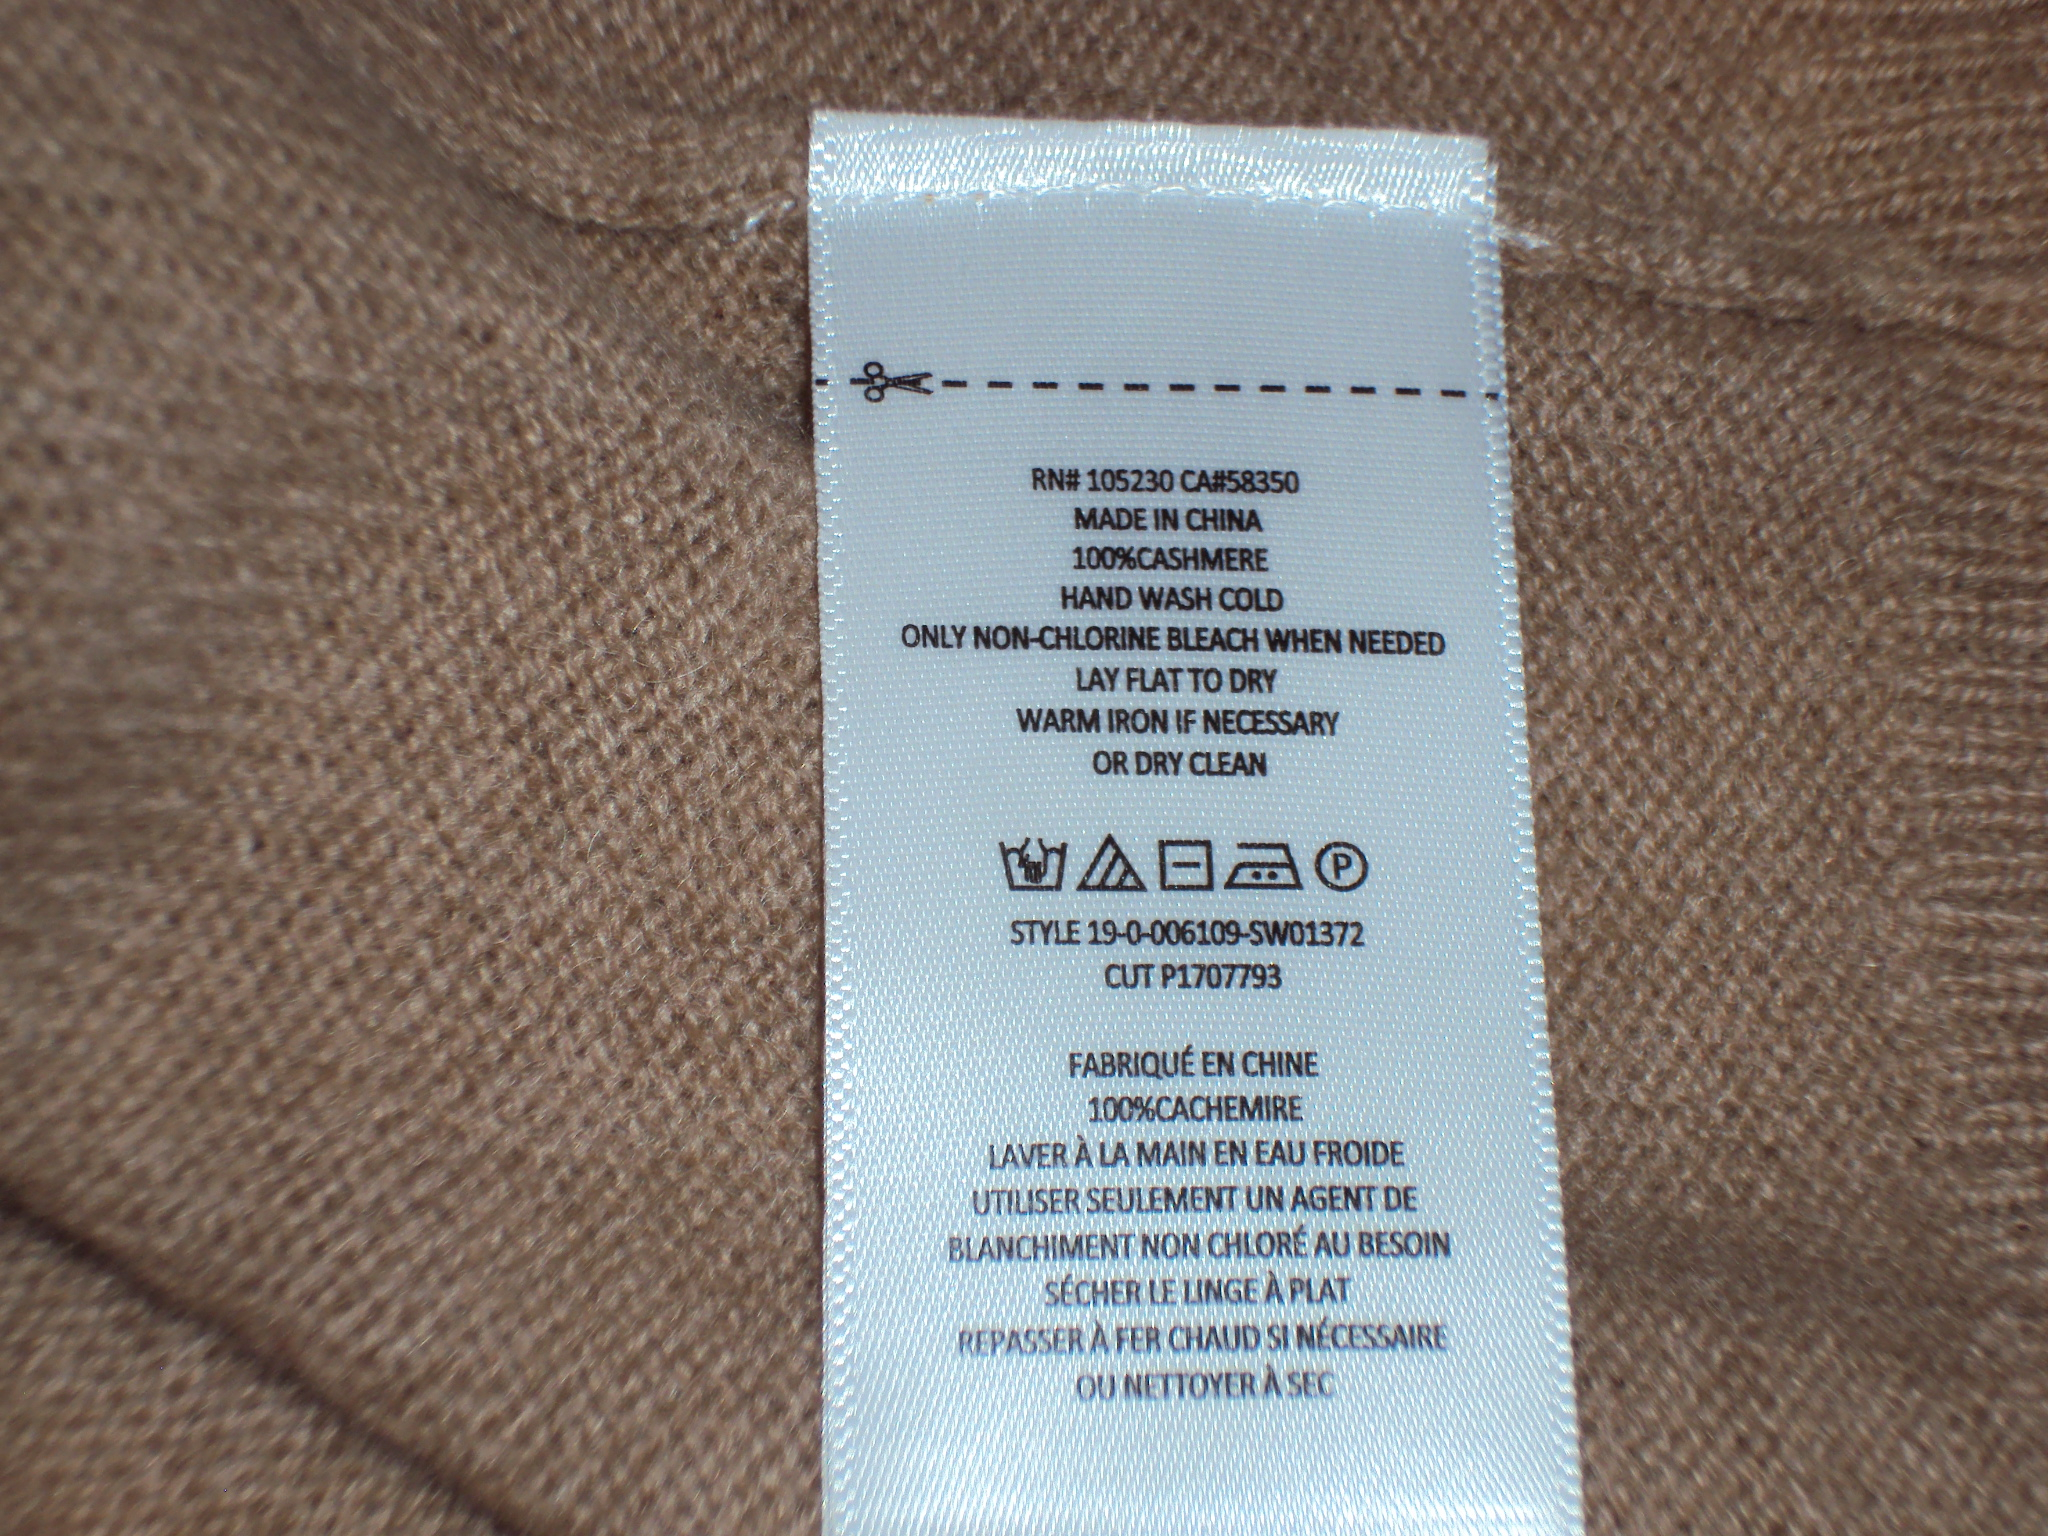 RN# 105230 CA#58350
MADE IN CHINA
100%CASHMERE
HAND WASH COLD
ONLY NON-CHLORINE BLEACH WHEN NEEDED
LAY FLAT TO DRY
WARM IRON IF NECESSARY
OR DRY CLEAN
P
STYLE 19-0-006109-SW01372
CUT P1707793
FABRIQUÉ EN CHINE
100%CACHEMIRE
LAVER À LA MAIN EN EAU FROIDE
UTILISER SEULEMENT UN AGENT DE
BLANCHIMENT NON CHLORÉ AU BESOIN
SÉCHER LE LINGE À PLAT
REPASSER À FER CHAUD SI NÉCESSAIRE
OU NETTOYER À SEC